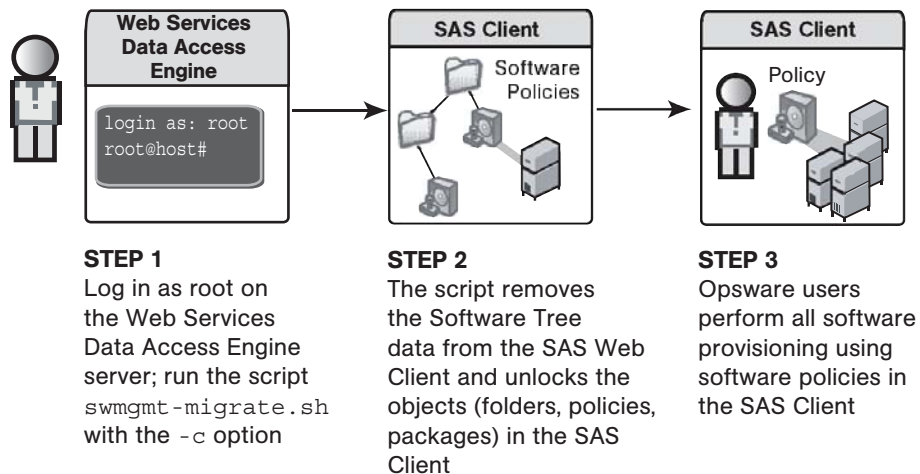 Web Services
Data Access
Engine
login as: root
root@host#
SAS Client
Software
Policies
SAS Client
Policy
STEP 1
Log in as root on
the Web Services
Data Access Engine
server; run the script
swmgmt-migrate.sh
with the -c option
STEP 2
The script removes
the Software Tree
data from the SAS Web
Client and unlocks the
objects (folders, policies,
packages) in the SAS
Client
STEP 3
Opsware users
perform all software
provisioning using
software policies in
the SAS Client